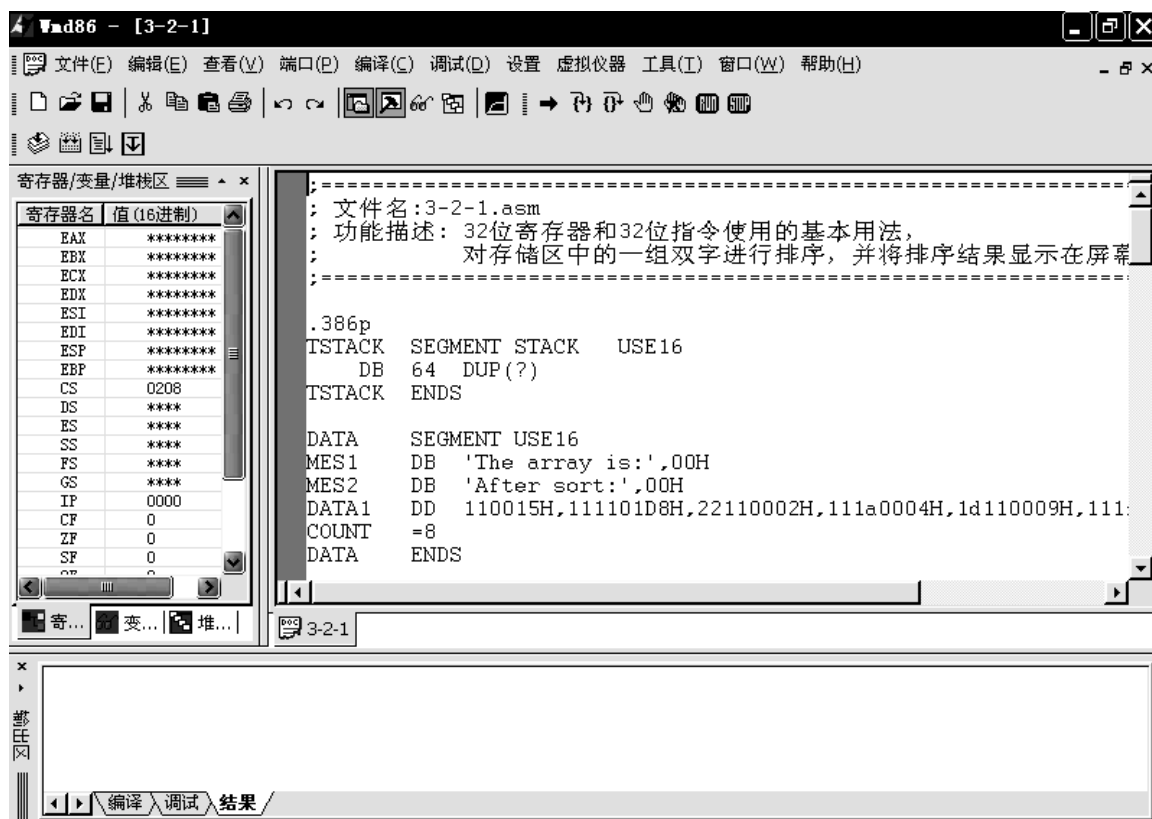 Wmd86 - [3-2-1]
文件(F) 编辑(E) 查看(V) 端口(P) 编译(C) 调试(D) 设置 虚拟仪器 工具(T) 窗口(W) 帮助(H)
寄存器/变量/堆栈区
寄存器名 值(16进制)
EAX ********
EBX ********
ECX ********
EDX ********
ESI ********
EDI ********
ESP ********
EBP ********
CS 0208
DS ****
ES ****
SS ****
FS ****
GS ****
IP 0000
CF 0
ZF 0
SF 0
寄... 变... 堆...
;===============================================================
; 文件名:3-2-1.asm
; 功能描述: 32位寄存器和32位指令使用的基本用法,
; 对存储区中的一组双字进行排序, 并将排序结果显示在屏幕
;===============================================================
.386p
TSTACK SEGMENT STACK USE16
DB 64 DUP(?)
TSTACK ENDS
DATA SEGMENT USE16
MES1 DB 'The array is:',00H
MES2 DB 'After sort:',00H
DATA1 DD 110015H,111101D8H,22110002H,111a0004H,1d110009H,111
COUNT =8
DATA ENDS
3-2-1
输出区
编译 调试 结果